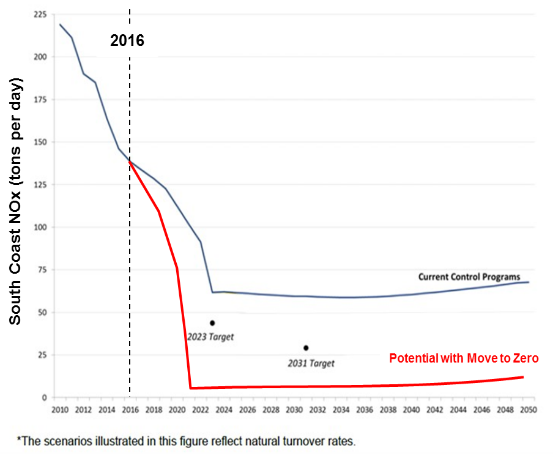 225
2016
200
175
150
125
100
75
50
25
0
South Coast NOx (tons per day)
Current Control Programs
2023 Target
2031 Target
Potential with Move to Zero
2010 2012 2014 2016 2018 2020 2022 2024 2026 2028 2030 2032 2034 2036 2038 2040 2042 2044 2046 2048 2050
*The scenarios illustrated in this figure reflect natural turnover rates.